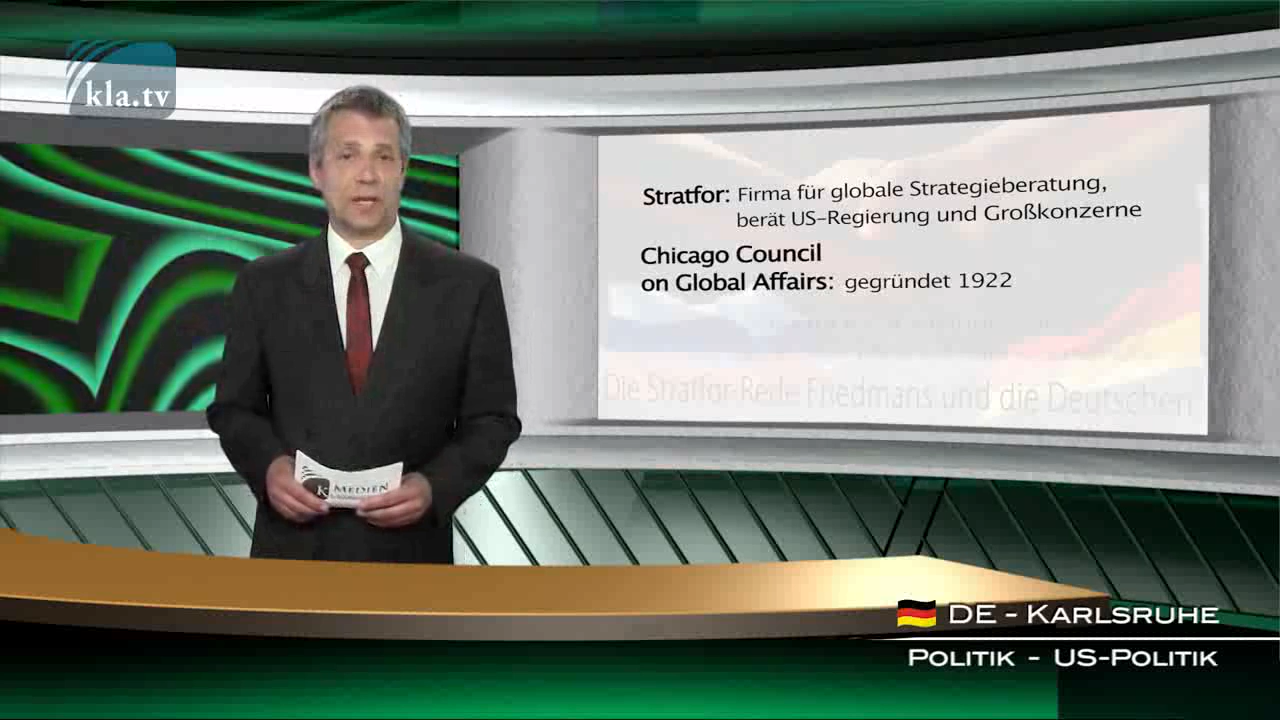 kla.tv
Stratfor: Firma für globale Strategieberatung,
berät US-Regierung und Großkonzerne
Chicago Council
on Global Affairs: gegründet 1922
Die Stratfor-Rede Friedmans und die Deutschen
K MEDIEN
DE - KARLSRUHE
POLITIK - US-POLITIK